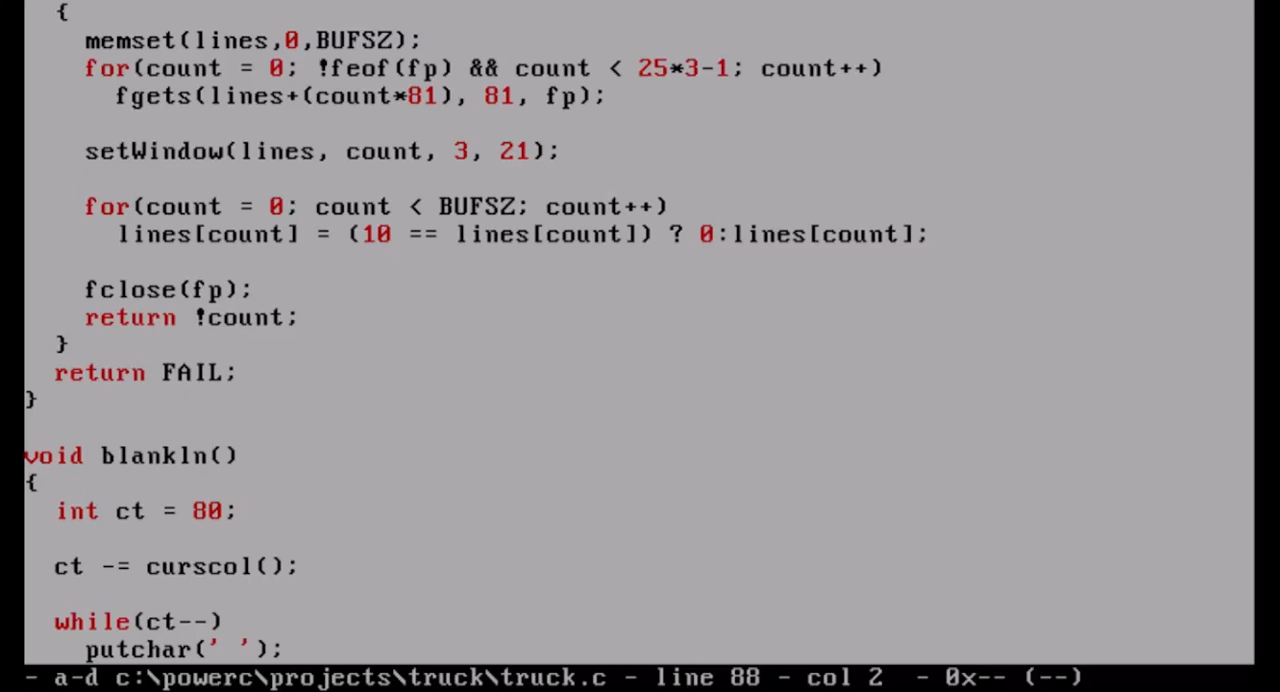 {
memset(lines,0,BUFSZ);
for(count = 0; !feof(fp) && count < 25*3-1; count++)
fgets(lines+(count*81), 81, fp);
setWindow(lines, count, 3, 21);
for(count = 0; count < BUFSZ; count++)
lines[count] = (10 == lines[count]) ? 0:lines[count];
fclose(fp);
return !count;
}
return FAIL;
}
void blankln()
{
int ct = 80;
ct -= curscol();
while(ct--)
putchar(' ');
- a-d c:\powerc\projects\truck\truck.c - line 88 - col 2 - 0x-- (--)